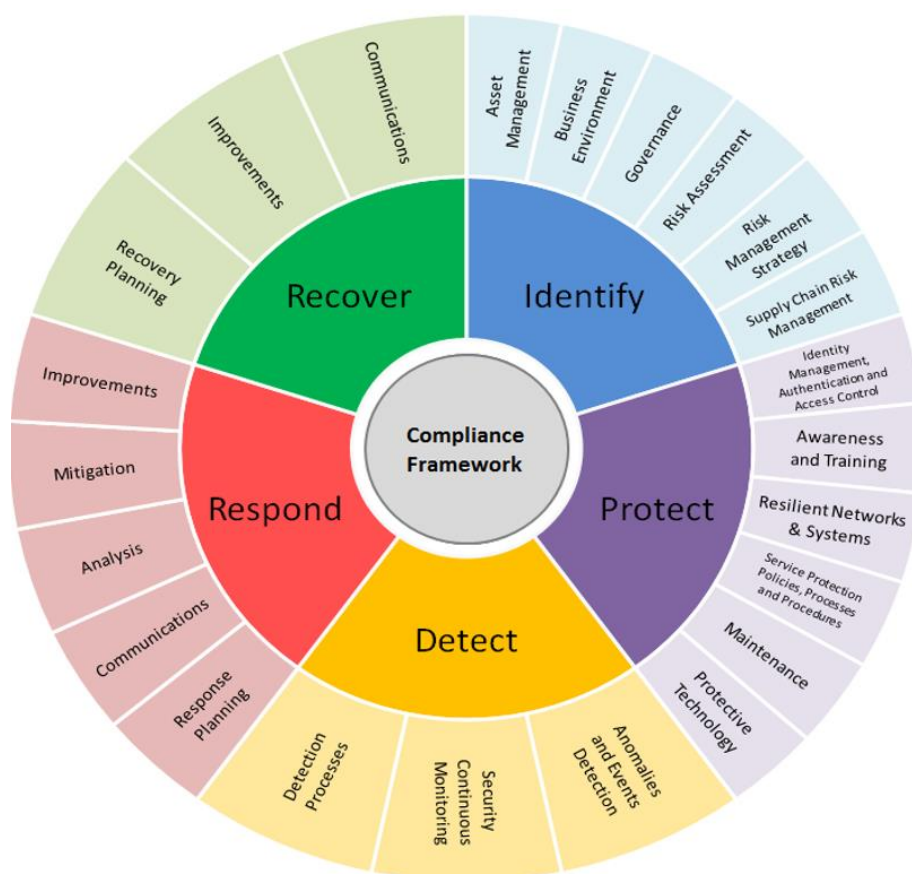 Compliance
Framework
Identify
Asset
Management
Business
Environment
Governance
Risk Assessment
Risk
Management
Strategy
Supply Chain Risk
Management
Protect
Identity
Management,
Authentication and
Access Control
Awareness
and Training
Resilient Networks
& Systems
Service Protection
Policies, Processes
and Procedures
Maintenance
Protective
Technology
Detect
Anomalies
and Events
Detection
Security
Continuous
Monitoring
Detection
Processes
Respond
Response
Planning
Communications
Analysis
Mitigation
Improvements
Recover
Recovery
Planning
Improvements
Communications